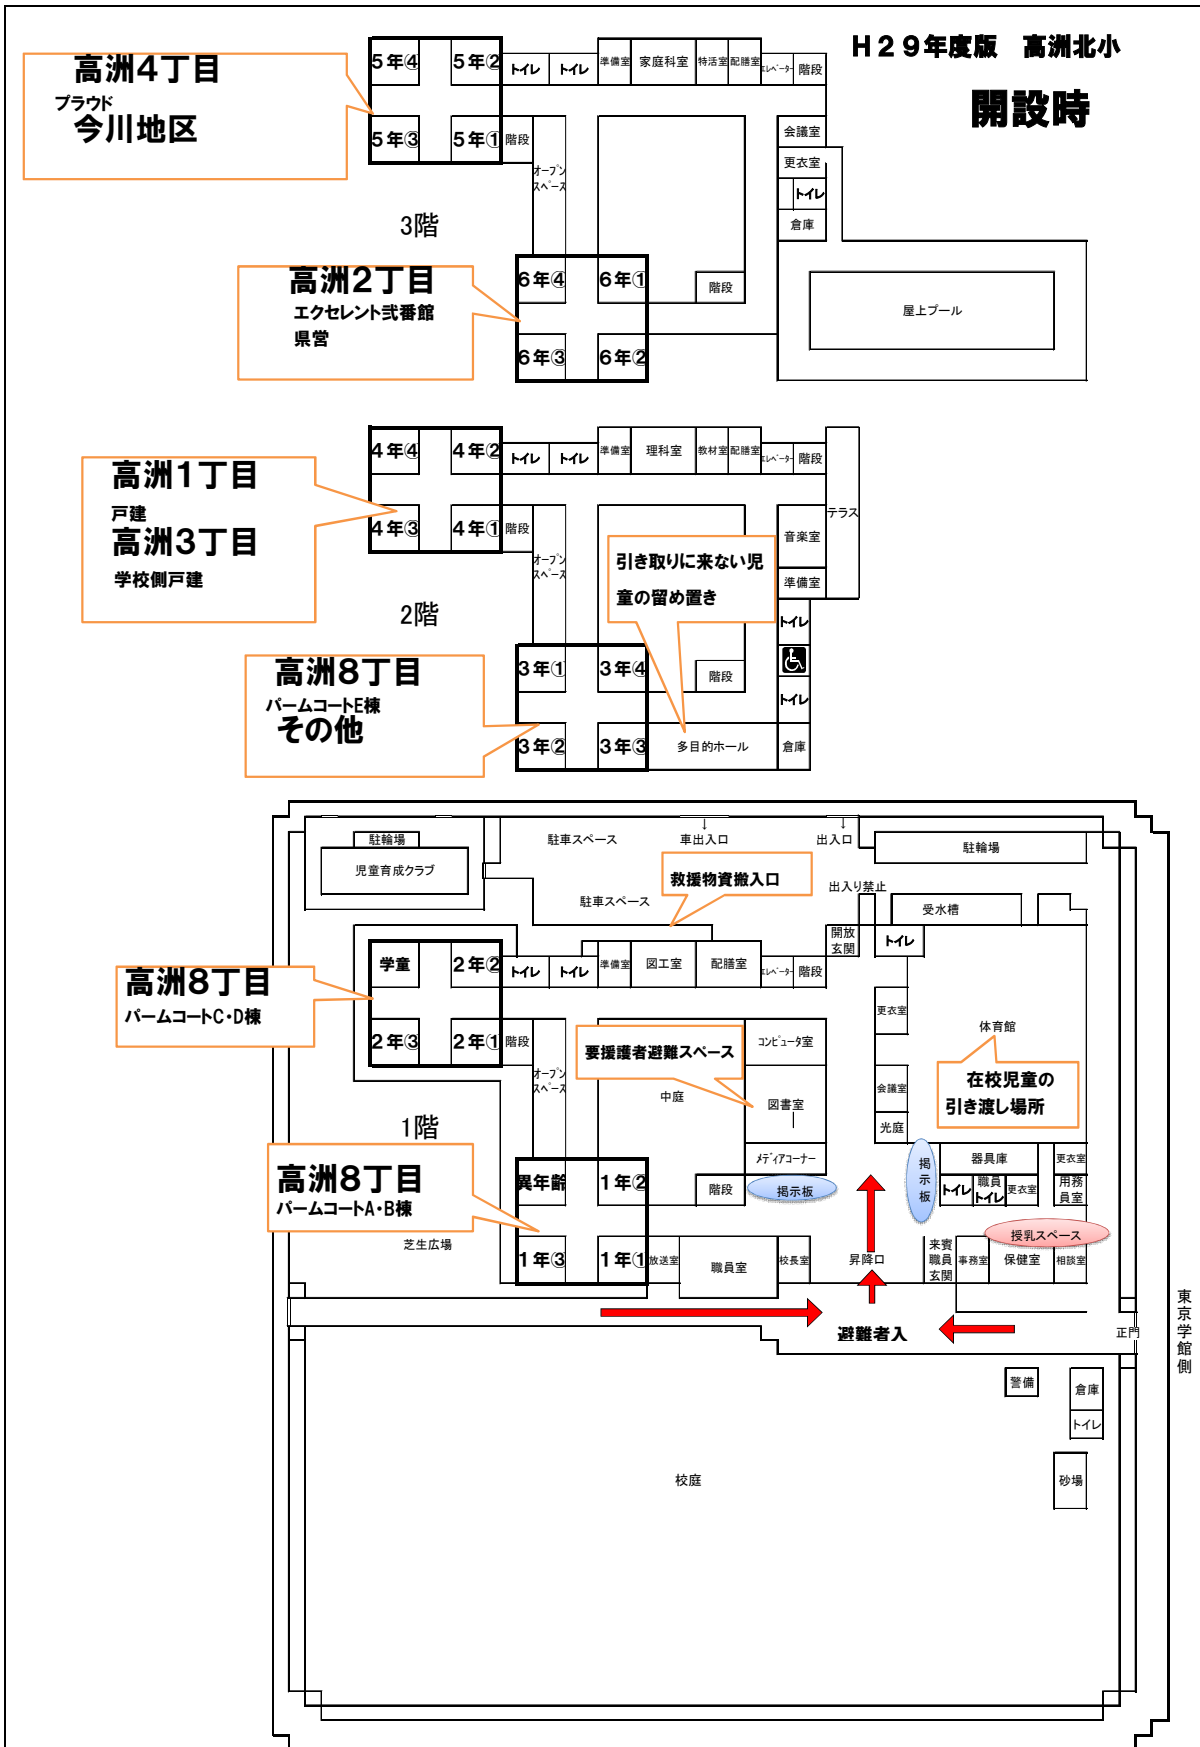 H29年度版　高洲北小
開設時
高洲4丁目
プラウド
今川地区
5年④
5年②
トイレ
トイレ
準備室
家庭科室
特活室
配膳室
エレベーター
階段
5年③
5年①
階段
オープン
スペース
会議室
更衣室
トイレ
倉庫
3階
高洲2丁目
エクセレント弐番館
県営
6年④
6年①
階段
6年③
6年②
屋上プール
4年④
4年②
トイレ
トイレ
準備室
理科室
教材室
配膳室
エレベーター
階段
テラス
高洲1丁目
戸建
高洲3丁目
学校側戸建
4年③
4年①
階段
オープン
スペース
引き取りに来ない児
童の留め置き
音楽室
準備室
トイレ
トイレ
2階
高洲8丁目
パームコートE棟
その他
3年①
3年④
階段
3年②
3年③
多目的ホール
倉庫
駐輪場
児童育成クラブ
駐車スペース
↓
車出入口
↓
出入口
駐輪場
救援物資搬入口
駐車スペース
出入り禁止
受水槽
開放
玄関
トイレ
高洲8丁目
パームコートC・D棟
学童
2年②
トイレ
トイレ
準備室
図工室
配膳室
エレベーター
階段
2年③
2年①
階段
オープン
スペース
要援護者避難スペース
中庭
コンピュータ室
図書室
メディアコーナー
更衣室
体育館
会議室
光庭
在校児童の
引き渡し場所
1階
高洲8丁目
パームコートA・B棟
異年齢
1年②
階段
掲示板
掲
示
板
器具庫
更衣室
トイレ
職員
トイレ
更衣室
用務
員室
授乳スペース
芝生広場
1年③
1年①
放送室
職員室
校長室
昇降口
来賓
職員
玄関
事務室
保健室
相談室
避難者入
正門
東
京
学
館
側
警備
倉庫
トイレ
校庭
砂場